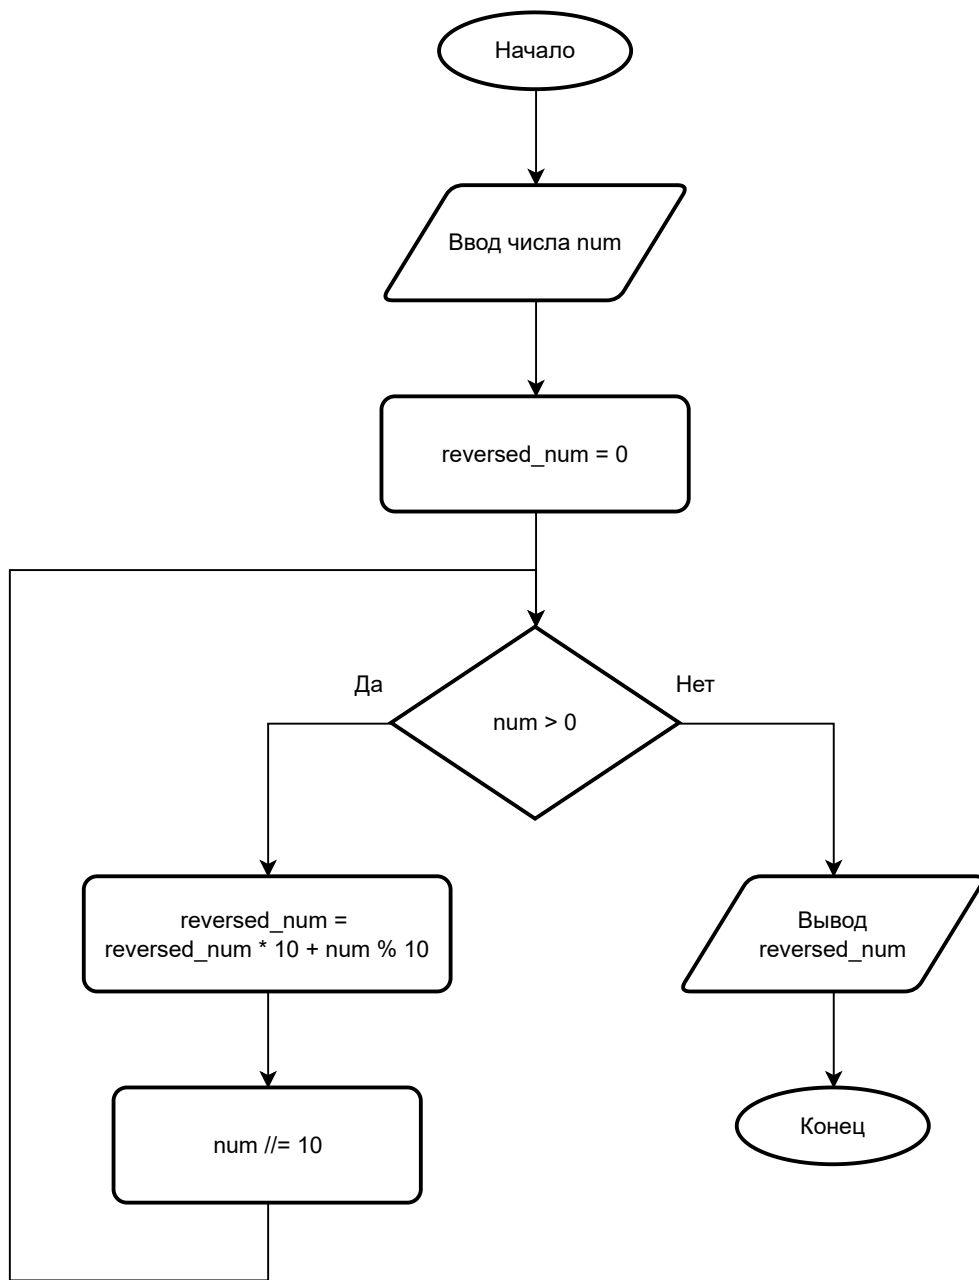 Начало
Ввод числа num
reversed_num = 0
Да
Нет
num > 0
reversed_num =
reversed_num * 10 + num % 10
Вывод
reversed_num
num //= 10
Конец